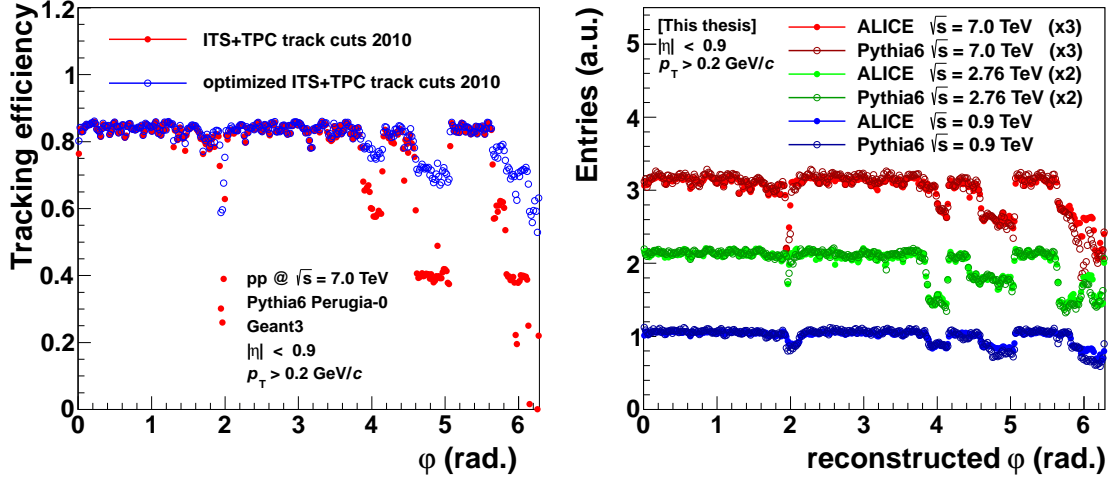 Tracking efficiency
1.2
1
0.8
0.6
0.4
0.2
0
ITS+TPC track cuts 2010
optimized ITS+TPC track cuts 2010
pp @ √s = 7.0 TeV
Pythia6 Perugia-0
Geant3
|η| < 0.9
p_T > 0.2 GeV/c
0 1 2 3 4 5 6
φ (rad.)
Entries (a.u.)
5
4
3
2
1
0
[This thesis]
|η| < 0.9
p_T > 0.2 GeV/c
ALICE √s = 7.0 TeV (x3)
Pythia6 √s = 7.0 TeV (x3)
ALICE √s = 2.76 TeV (x2)
Pythia6 √s = 2.76 TeV (x2)
ALICE √s = 0.9 TeV
Pythia6 √s = 0.9 TeV
0 1 2 3 4 5 6
reconstructed φ (rad.)